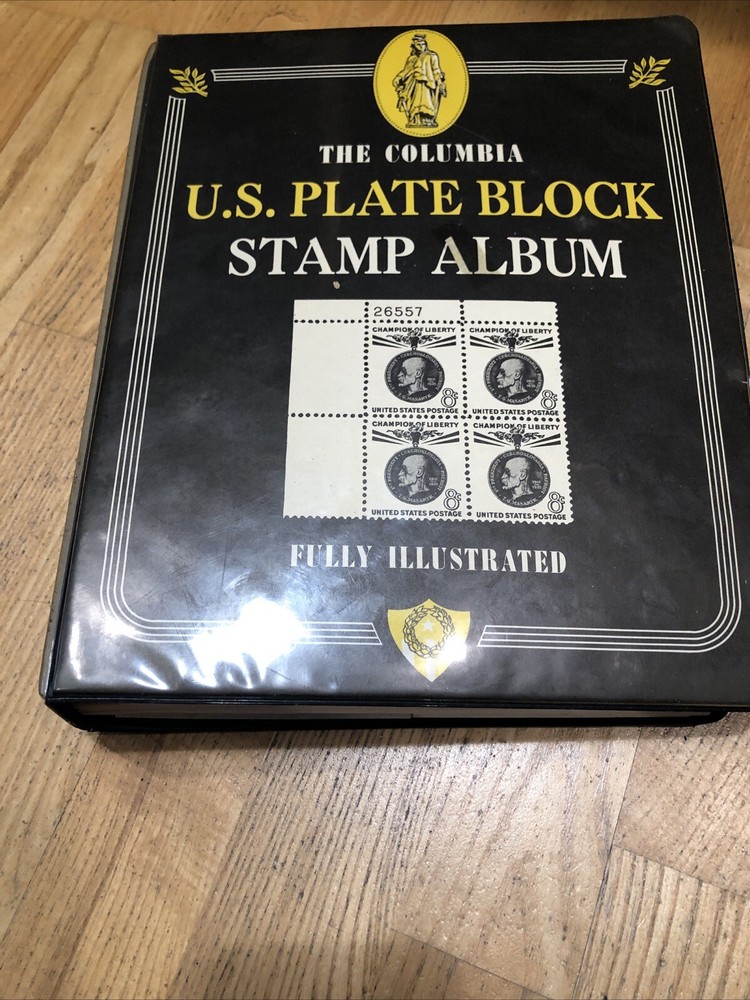 THE COLUMBIA
U.S. PLATE BLOCK
STAMP ALBUM
26557
CHAMPION OF LIBERTY CHAMPION OF LIBERTY
8¢ 8¢
UNITED STATES POSTAGE UNITED STATES POSTAGE
CHAMPION OF LIBERTY CHAMPION OF LIBERTY
8¢ 8¢
UNITED STATES POSTAGE UNITED STATES POSTAGE
FULLY ILLUSTRATED